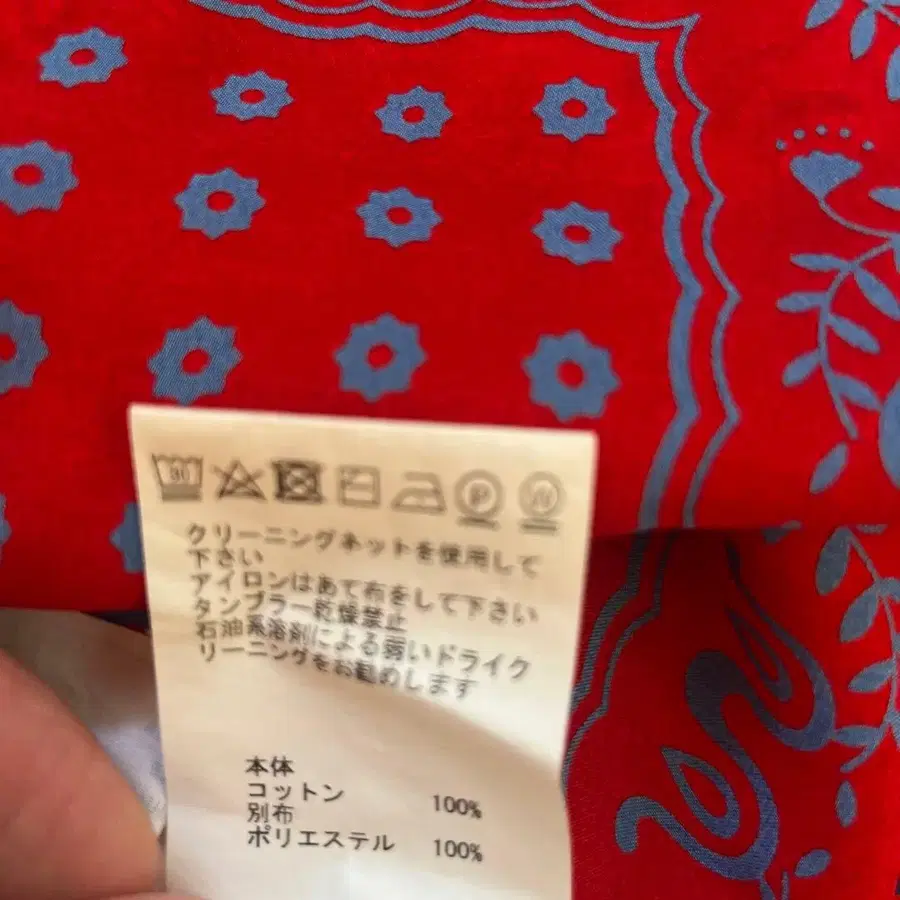 30
P
W
クリーニングネットを使用して
下さい
アイロンはあて布をして下さい
タンブラー乾燥禁止
石油系溶剤による弱いドライク
リーニングをお勧めします
本体
コットン 100%
別布
ポリエステル 100%